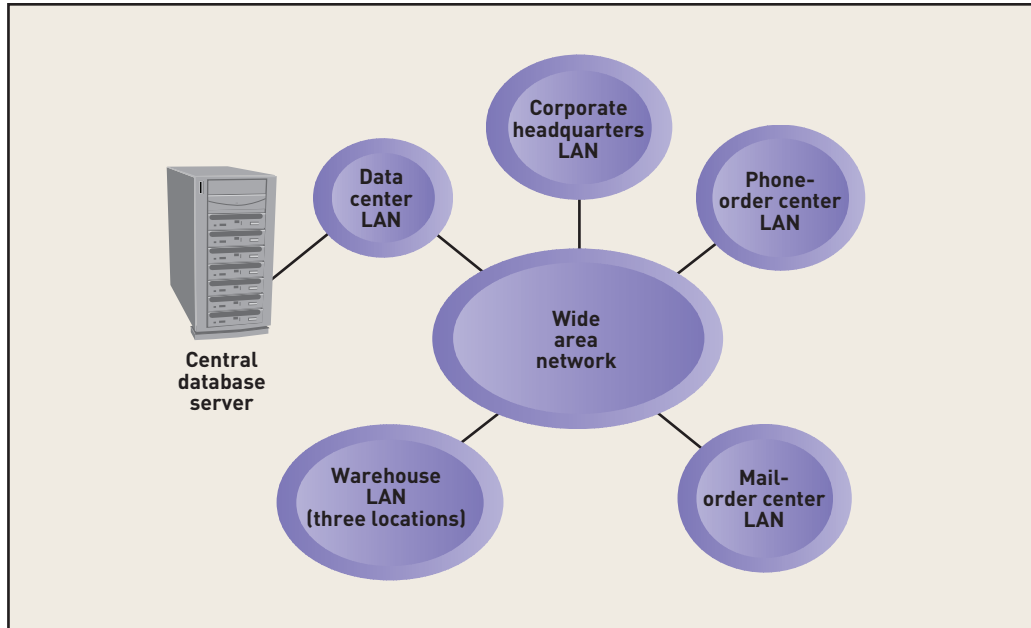 Corporate
headquarters
LAN
Data
center
LAN
Phone-
order center
LAN
Wide
area
network
Central
database
server
Warehouse
LAN
(three locations)
Mail-
order center
LAN